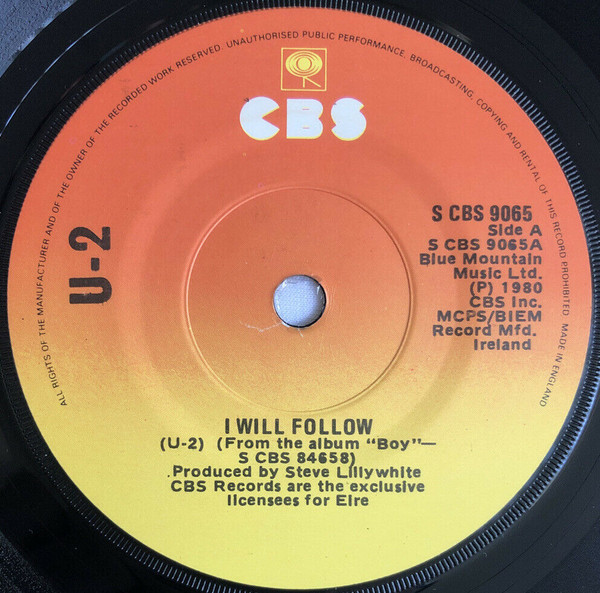 ALL RIGHTS OF THE MANUFACTURER AND OF THE OWNER OF THE RECORDED WORK RESERVED. UNAUTHORISED PUBLIC PERFORMANCE, BROADCASTING, COPYING AND RENTAL OF THIS RECORD PROHIBITED. MADE IN ENGLAND
CBS
U-2
S CBS 9065
Side A
S CBS 9065A
Blue Mountain
Music Ltd.
(P) 1980
CBS Inc.
MCPS/BIEM
Record Mfd.
Ireland
I WILL FOLLOW
(U-2) (From the album "Boy"—
S CBS 84658)
.Produced by Steve Lillywhite
CBS Records are the exclusive
licensees for Eire